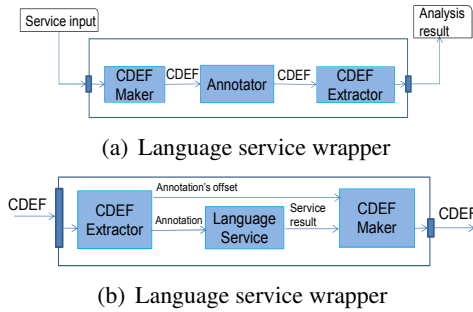 Service input
Analysis
result
CDEF
Maker
CDEF
Annotator
CDEF
CDEF
Extractor
(a) Language service wrapper
CDEF
CDEF
Extractor
Annotation's offset
Annotation
Language
Service
Service
result
CDEF
Maker
CDEF
(b) Language service wrapper